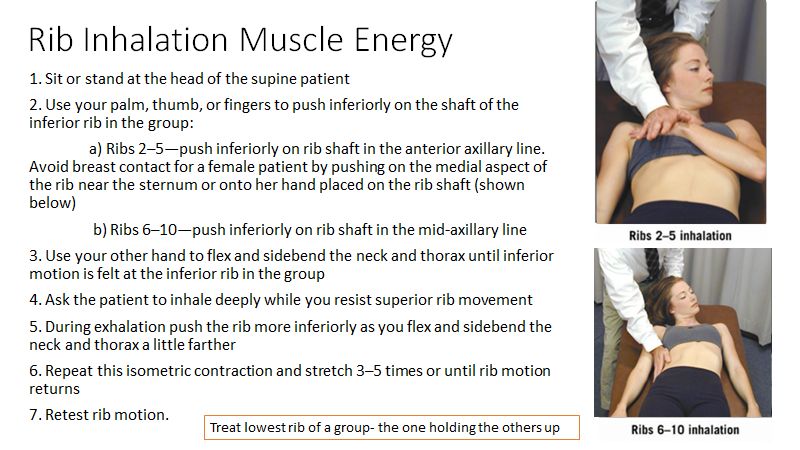 Rib Inhalation Muscle Energy
1. Sit or stand at the head of the supine patient
2. Use your palm, thumb, or fingers to push inferiorly on the shaft of the
inferior rib in the group:
a) Ribs 2–5—push inferiorly on rib shaft in the anterior axillary line.
Avoid breast contact for a female patient by pushing on the medial aspect of
the rib near the sternum or onto her hand placed on the rib shaft (shown
below)
b) Ribs 6–10—push inferiorly on rib shaft in the mid-axillary line
3. Use your other hand to flex and sidebend the neck and thorax until inferior
motion is felt at the inferior rib in the group
4. Ask the patient to inhale deeply while you resist superior rib movement
5. During exhalation push the rib more inferiorly as you flex and sidebend the
neck and thorax a little farther
6. Repeat this isometric contraction and stretch 3–5 times or until rib motion
returns
7. Retest rib motion.
Treat lowest rib of a group- the one holding the others up
Ribs 2–5 inhalation
Ribs 6–10 inhalation